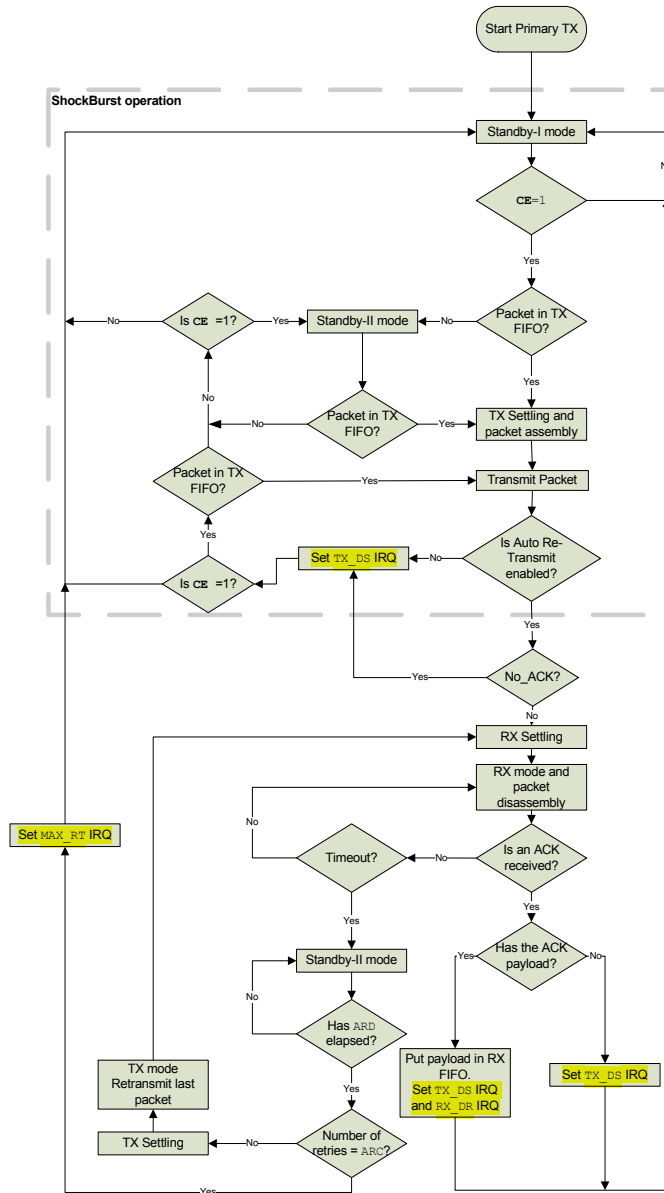 Start Primary TX
ShockBurst operation
Standby-I mode
CE=1
Yes
Is CE =1?
No
Yes
Standby-II mode
No
Packet in TX
FIFO?
Yes
No
Packet in TX
FIFO?
No
Yes
TX Settling and
packet assembly
Packet in TX
FIFO?
Yes
Transmit Packet
Yes
Is CE =1?
Set TX_DS IRQ
No
Is Auto Re-
Transmit
enabled?
Yes
No_ACK?
Yes
No
RX Settling
RX mode and
packet
disassembly
No
Set MAX_RT IRQ
Timeout?
No
Is an ACK
received?
Yes
Yes
Standby-II mode
Yes
Has the ACK
payload?
No
No
Has ARD
elapsed?
Yes
TX mode
Retransmit last
packet
Put payload in RX
FIFO.
Set TX_DS IRQ
and RX_DR IRQ
Set TX_DS IRQ
TX Settling
No
Number of
retries = ARC?
Yes